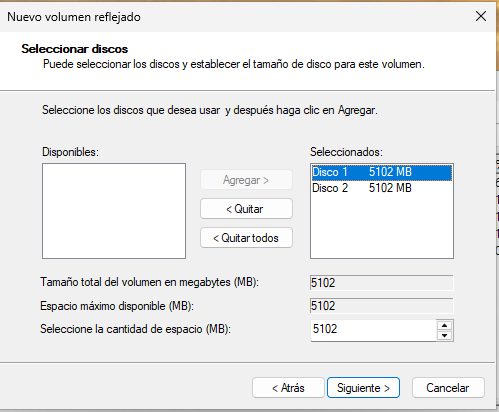 Nuevo volumen reflejado
Seleccionar discos
Puede seleccionar los discos y establecer el tamaño de disco para este volumen.
Seleccione los discos que desea usar y después haga clic en Agregar.
Disponibles:
Seleccionados:
Agregar >
< Quitar
< Quitar todos
Disco 1 5102 MB
Disco 2 5102 MB
Tamaño total del volumen en megabytes (MB): 5102
Espacio máximo disponible (MB): 5102
Seleccione la cantidad de espacio (MB): 5102
< Atrás Siguiente > Cancelar